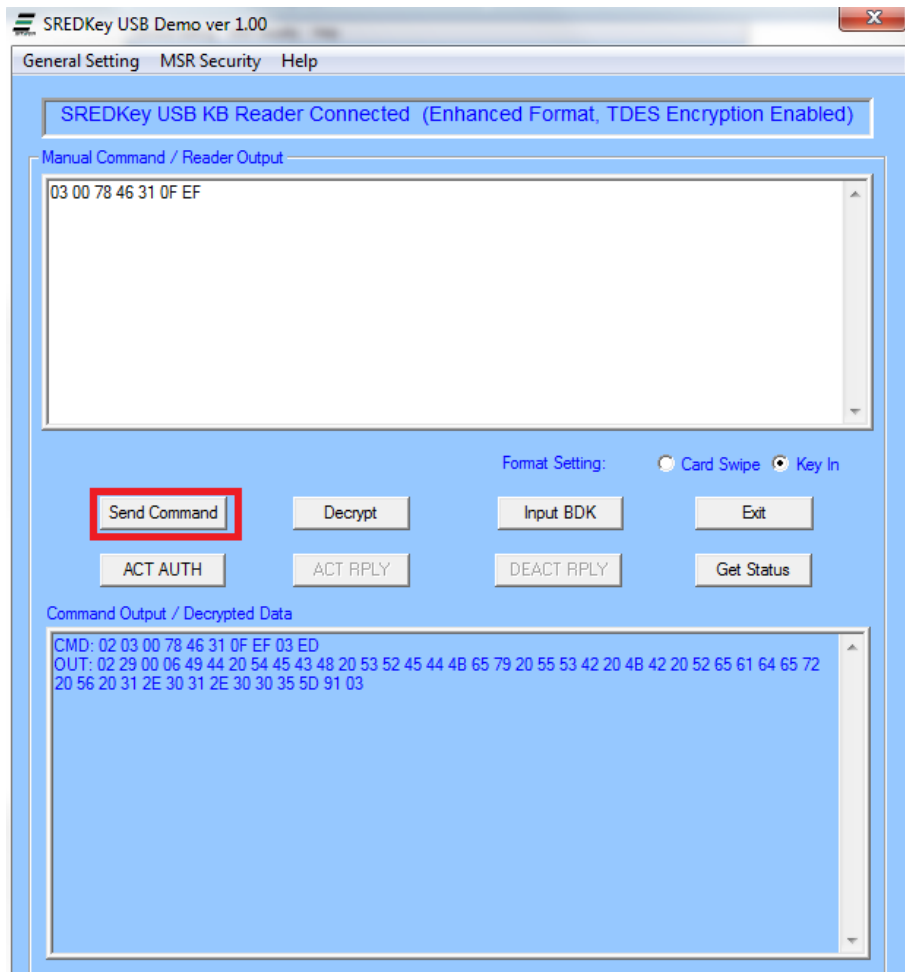 SREDKey USB Demo ver 1.00
General Setting MSR Security Help
SREDKey USB KB Reader Connected (Enhanced Format, TDES Encryption Enabled)
Manual Command / Reader Output
03 00 78 46 31 0F EF
Format Setting: Card Swipe Key In
Send Command Decrypt Input BDK Exit
ACT AUTH ACT RPLY DEACT RPLY Get Status
Command Output / Decrypted Data
CMD: 02 03 00 78 46 31 0F EF 03 ED
OUT: 02 29 00 06 49 44 20 54 45 43 48 20 53 52 45 44 4B 65 79 20 55 53 42 20 4B 42 20 52 65 61 64 65 72
20 56 20 31 2E 30 31 2E 30 30 35 5D 91 03